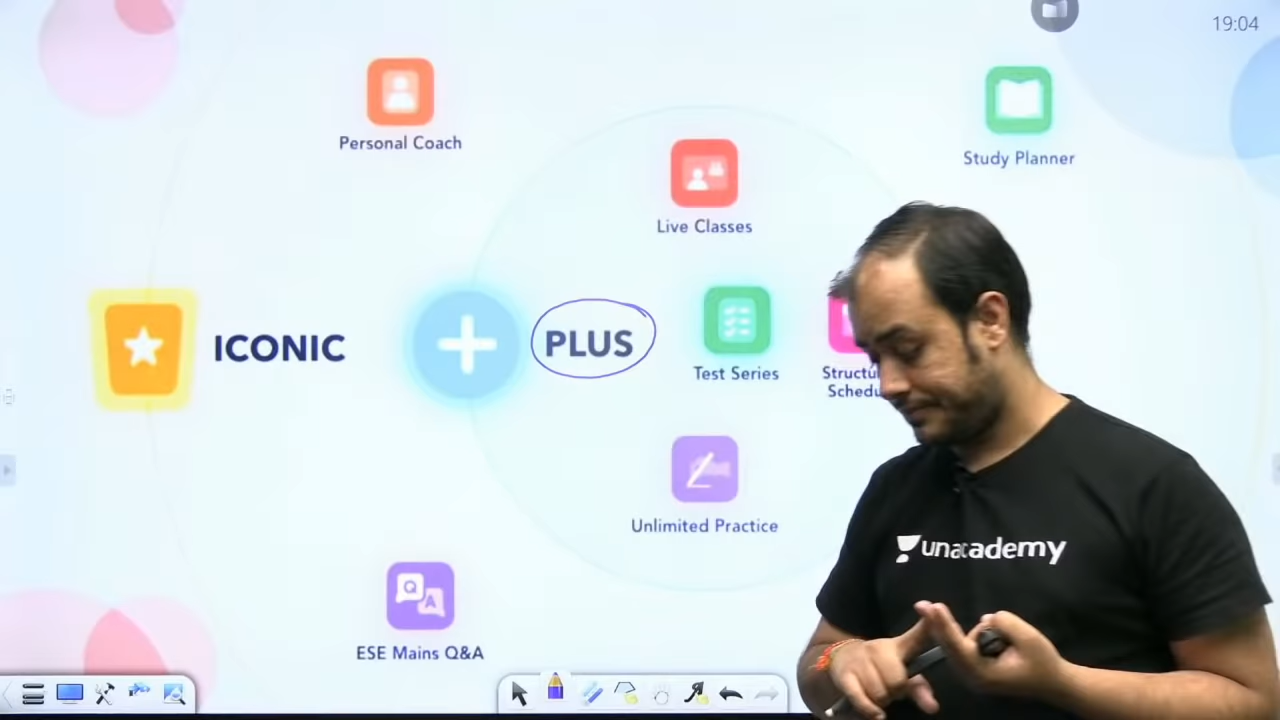 19:04
Personal Coach
Study Planner
Live Classes
ICONIC
PLUS
Test Series
Unlimited Practice
unacademy
Q
A
ESE Mains Q&A